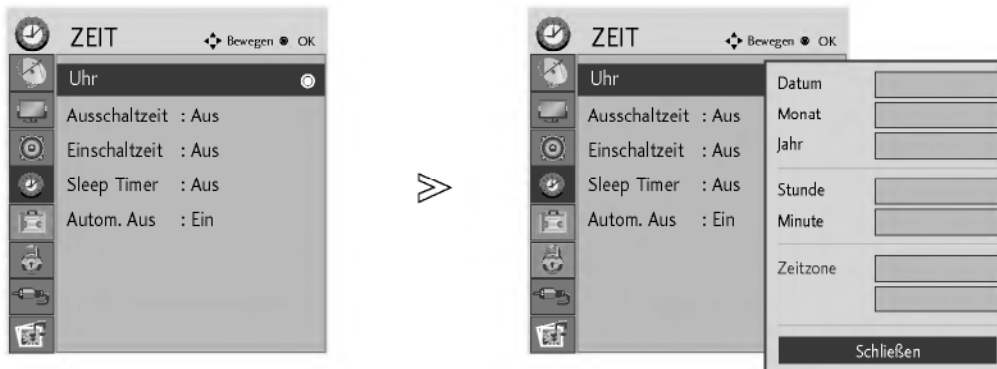 ZEIT
Bewegen OK
Uhr
Ausschaltzeit : Aus
Einschaltzeit : Aus
Sleep Timer : Aus
Autom. Aus : Ein
ZEIT
Bewegen OK
Uhr
Ausschaltzeit : Aus
Einschaltzeit : Aus
Sleep Timer : Aus
Autom. Aus : Ein
Datum
Monat
Jahr
Stunde
Minute
Zeitzone
Schließen